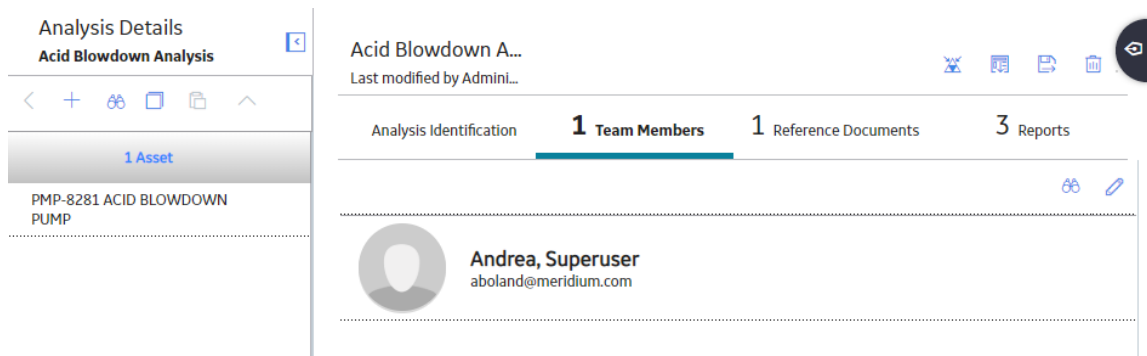 Analysis Details
Acid Blowdown Analysis
1 Asset
PMP-8281 ACID BLOWDOWN
PUMP
Acid Blowdown A...
Last modified by Admini...
Analysis Identification
1 Team Members
1 Reference Documents
3 Reports
Andrea, Superuser
aboland@meridium.com